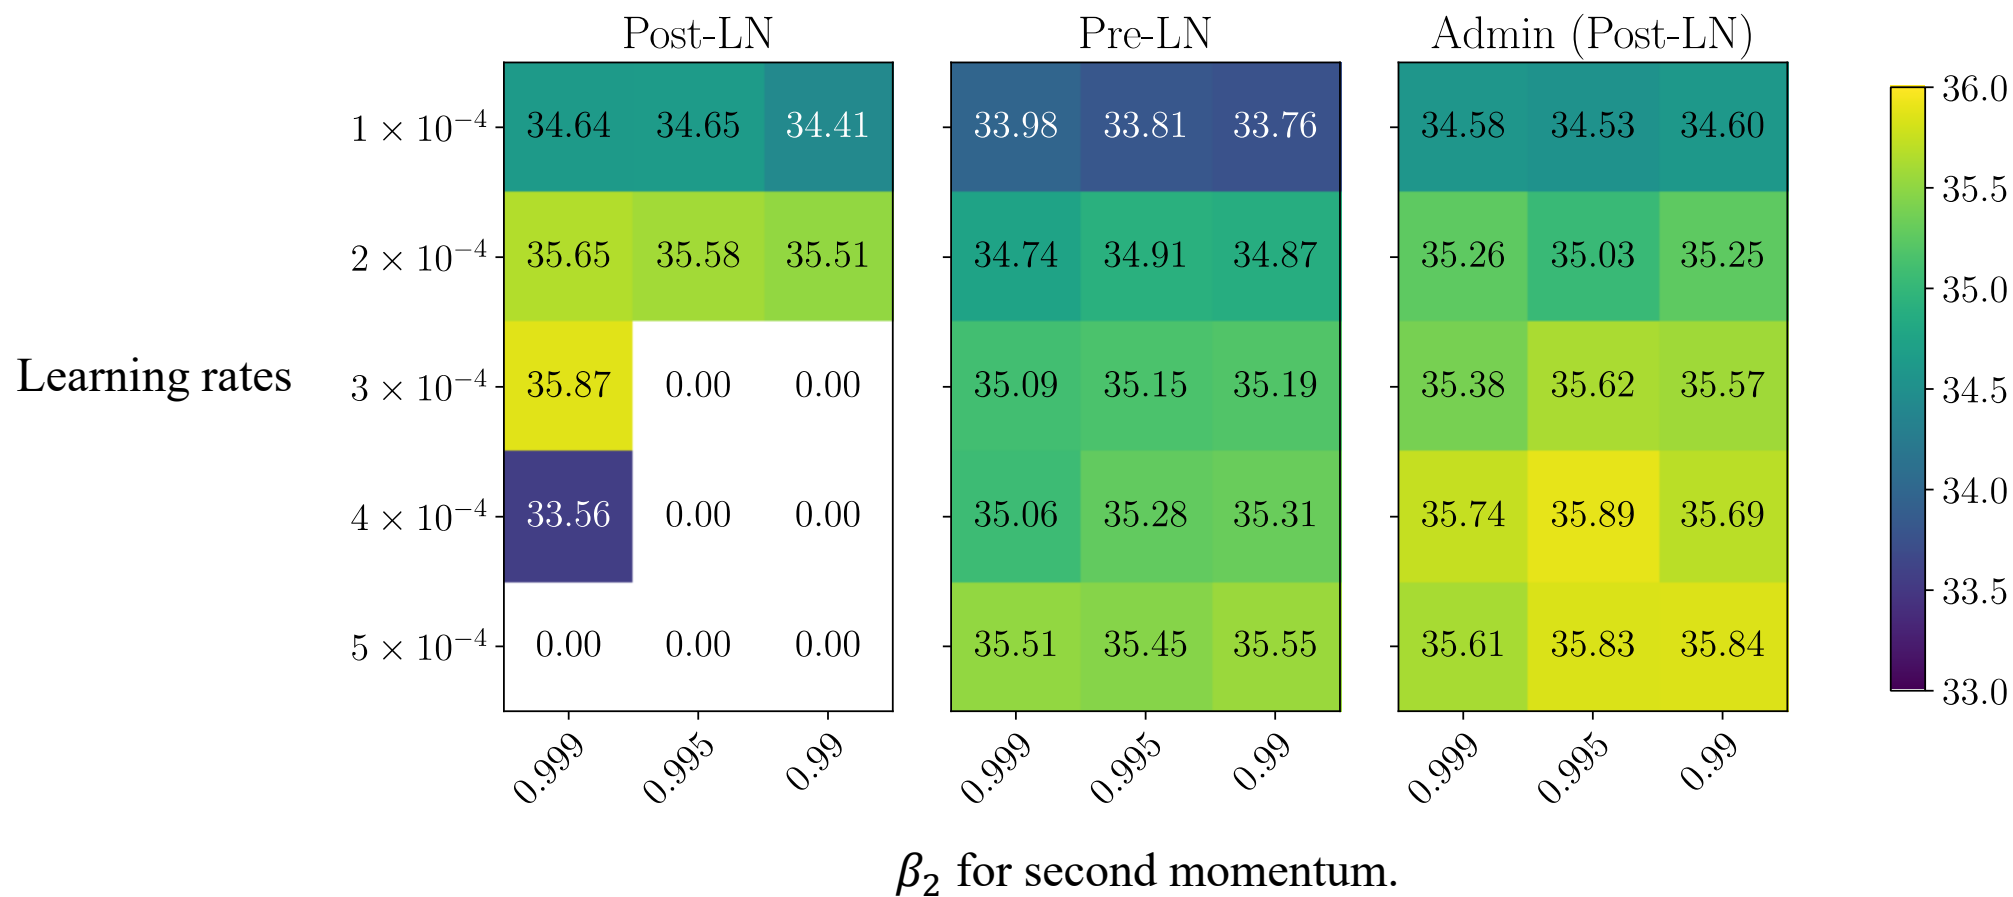 Post-LN Pre-LN Admin (Post-LN)
36.0
1 × 10⁻⁴ 34.64 34.65 34.41 33.98 33.81 33.76 34.58 34.53 34.60
35.5
2 × 10⁻⁴ 35.65 35.58 35.51 34.74 34.91 34.87 35.26 35.03 35.25
35.0
Learning rates
3 × 10⁻⁴ 35.87 0.00 0.00 35.09 35.15 35.19 35.38 35.62 35.57
34.5
34.0
4 × 10⁻⁴ 33.56 0.00 0.00 35.06 35.28 35.31 35.74 35.89 35.69
33.5
5 × 10⁻⁴ 0.00 0.00 0.00 35.51 35.45 35.55 35.61 35.83 35.84
33.0
0.999 0.995 0.99 0.999 0.995 0.99 0.999 0.995 0.99
β₂ for second momentum.